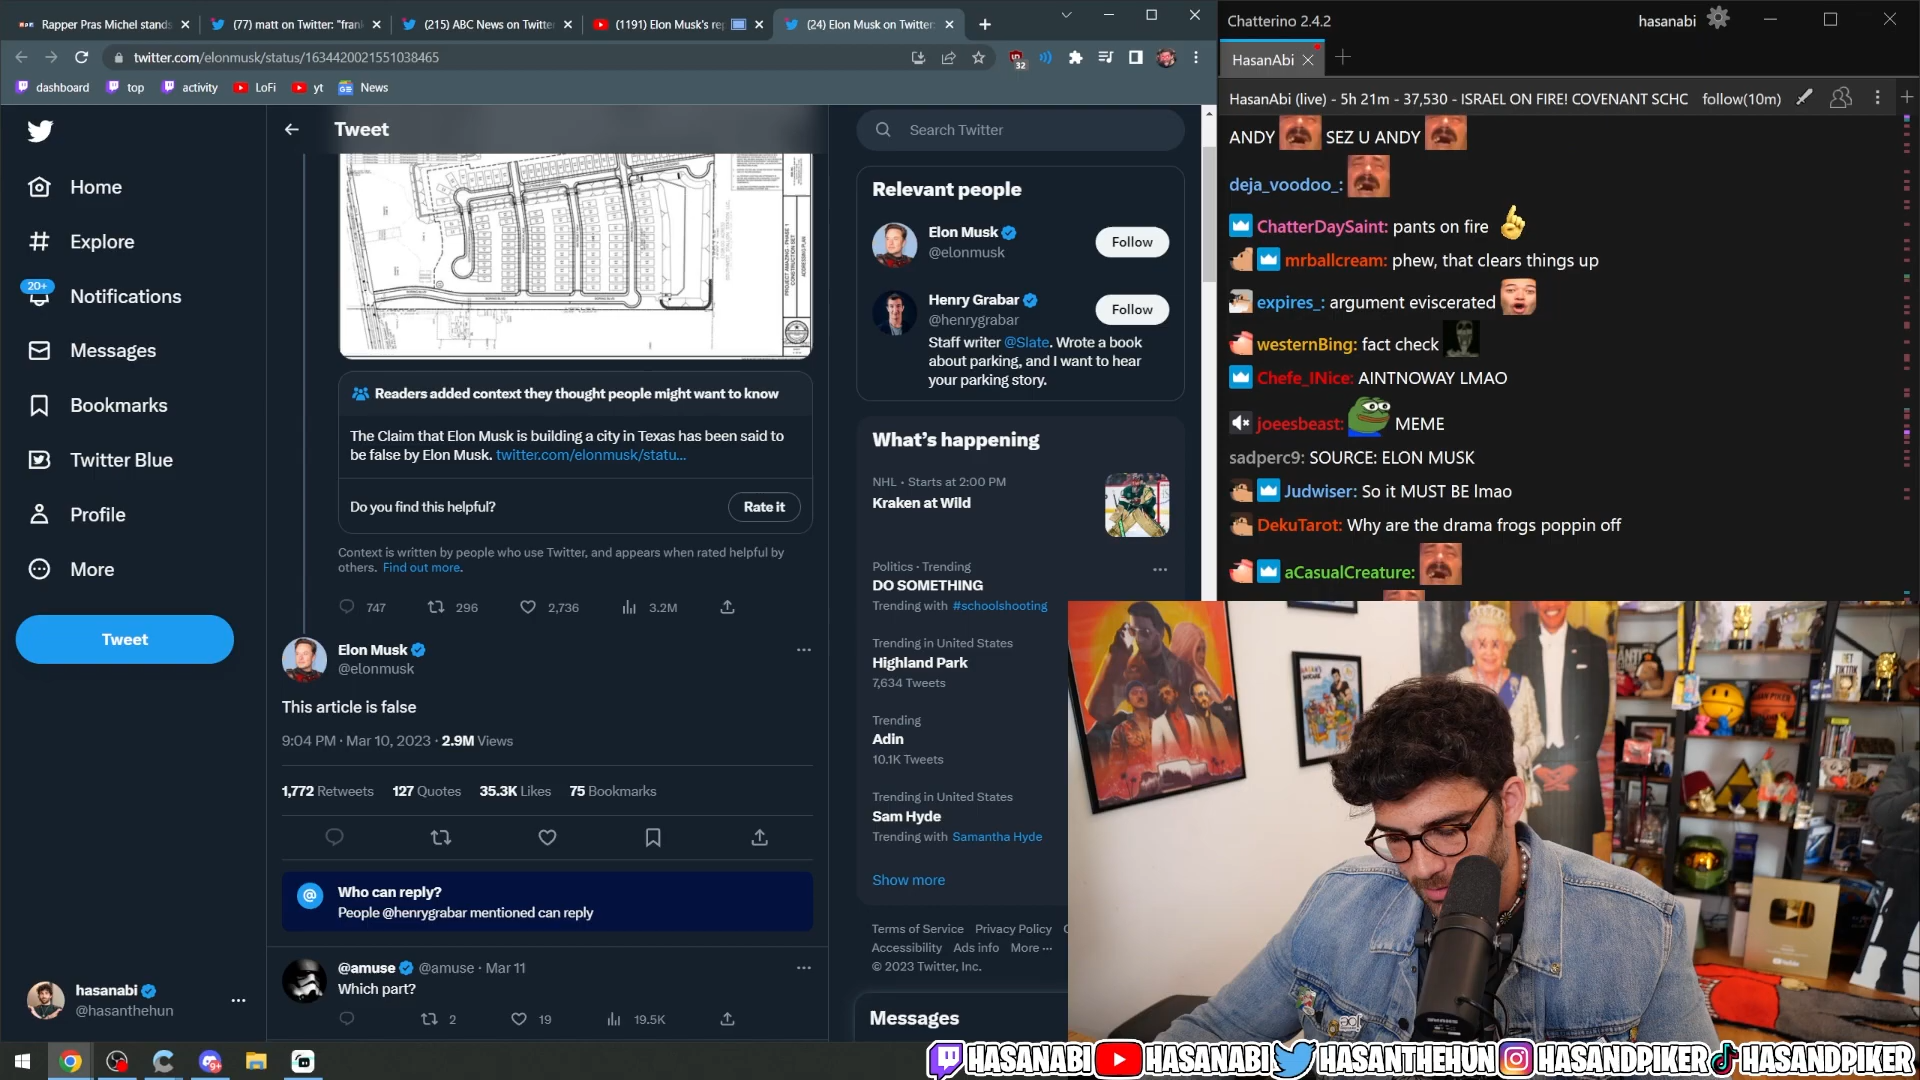 Rapper Pras Michel stands
(77) matt on Twitter: "fran
(215) ABC News on Twitte
(1191) Elon Musk's re
(24) Elon Musk on Twitter:
twitter.com/elonmusk/status/1634420021551038465
32
dashboard
top
activity
LoFi
yt
News
Tweet
Home
Explore
20+
Notifications
Messages
Bookmarks
Twitter Blue
Profile
More
Tweet
hasanabi
@hasanthehun
Readers added context they thought people might want to know
The Claim that Elon Musk is building a city in Texas has been said to
be false by Elon Musk. twitter.com/elonmusk/statu...
Do you find this helpful?
Rate it
Context is written by people who use Twitter, and appears when rated helpful by
others. Find out more.
747
296
2,736
3.2M
Elon Musk
@elonmusk
This article is false
9:04 PM · Mar 10, 2023 · 2.9M Views
1,772 Retweets 127 Quotes 35.3K Likes 75 Bookmarks
Who can reply?
People @henrygrabar mentioned can reply
@amuse @amuse · Mar 11
Which part?
2
19
19.5K
Search Twitter
Relevant people
Elon Musk
@elonmusk
Follow
Henry Grabar
@henrygrabar
Follow
Staff writer @Slate. Wrote a book
about parking, and I want to hear
your parking story.
What's happening
NHL · Starts at 2:00 PM
Kraken at Wild
Politics · Trending
DO SOMETHING
Trending with #schoolshooting
Trending in United States
Highland Park
7,634 Tweets
Trending
Adin
10.1K Tweets
Trending in United States
Sam Hyde
Trending with Samantha Hyde
Show more
Terms of Service Privacy Policy
Accessibility Ads info More ···
© 2023 Twitter, Inc.
Messages
Chatterino 2.4.2
hasanabi
HasanAbi
HasanAbi (live) - 5h 21m - 37,530 - ISRAEL ON FIRE! COVENANT SCHC
follow(10m)
ANDY SEZ U ANDY
deja_voodoo_:
ChatterDaySaint: pants on fire
mrballcream: phew, that clears things up
expires_: argument eviscerated
westernBing: fact check
Chefe_INice: AINTNOWAY LMAO
joeesbeast: MEME
sadperc9: SOURCE: ELON MUSK
Judwiser: So it MUST BE lmao
DekuTarot: Why are the drama frogs poppin off
aCasualCreature:
HASANABI HASANABI HASANTHEHUN HASANDPIKER HASANDPIKER